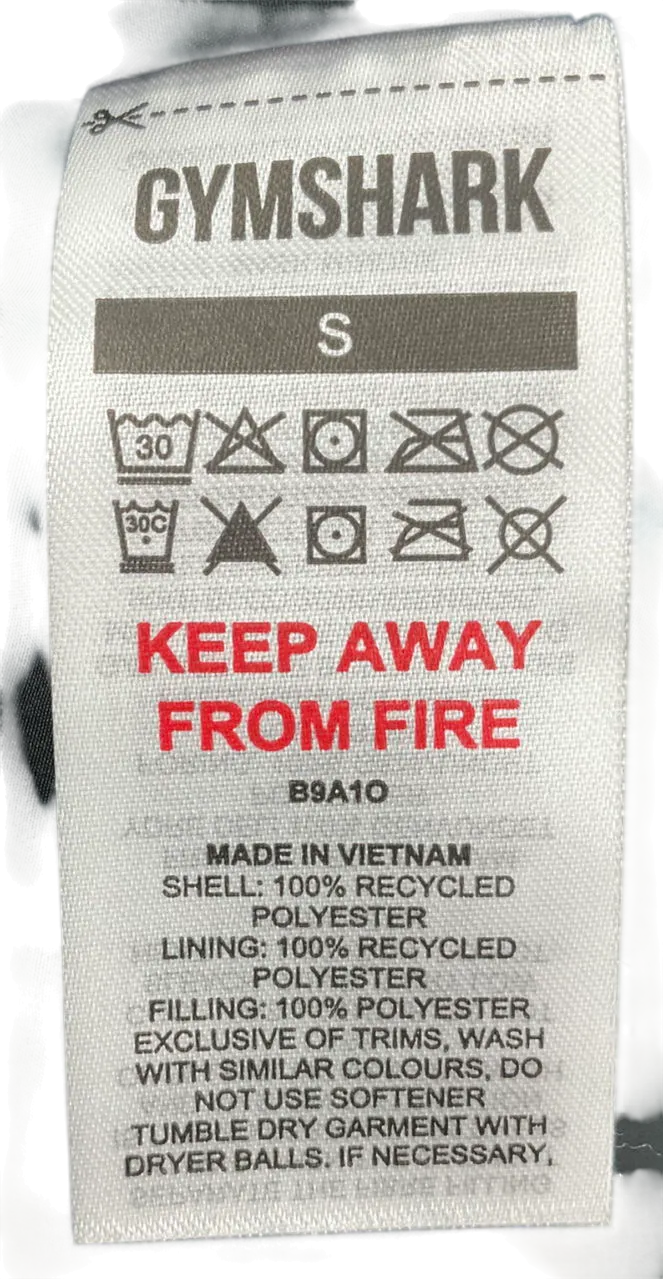 GYMSHARK
S
30
30C
KEEP AWAY
FROM FIRE
B9A1O
MADE IN VIETNAM
SHELL: 100% RECYCLED
POLYESTER
LINING: 100% RECYCLED
POLYESTER
FILLING: 100% POLYESTER
EXCLUSIVE OF TRIMS, WASH
WITH SIMILAR COLOURS, DO
NOT USE SOFTENER
TUMBLE DRY GARMENT WITH
DRYER BALLS. IF NECESSARY,